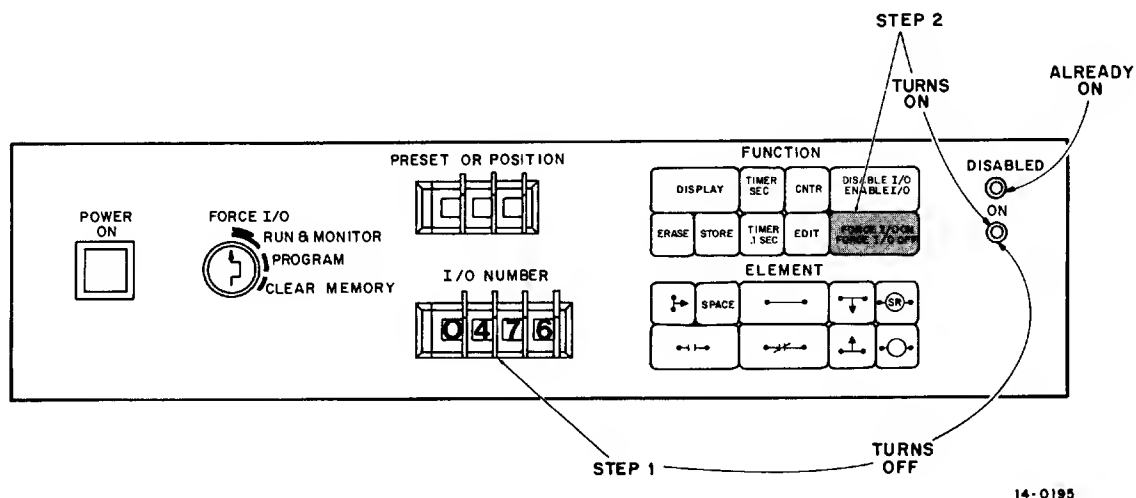 STEP 2
TURNS
ON
ALREADY
ON
PRESET OR POSITION
FUNCTION
DISABLED
DISPLAY
TIMER
SEC
CNTR
DISABLE I/O
ENABLE I/O
POWER
ON
FORCE I/O
RUN & MONITOR
PROGRAM
CLEAR MEMORY
ON
ERASE
STORE
TIMER
.1 SEC
EDIT
FORCE I/O ON
FORCE I/O OFF
I/O NUMBER
0476
ELEMENT
SPACE
SR
STEP 1
TURNS
OFF
14-0195